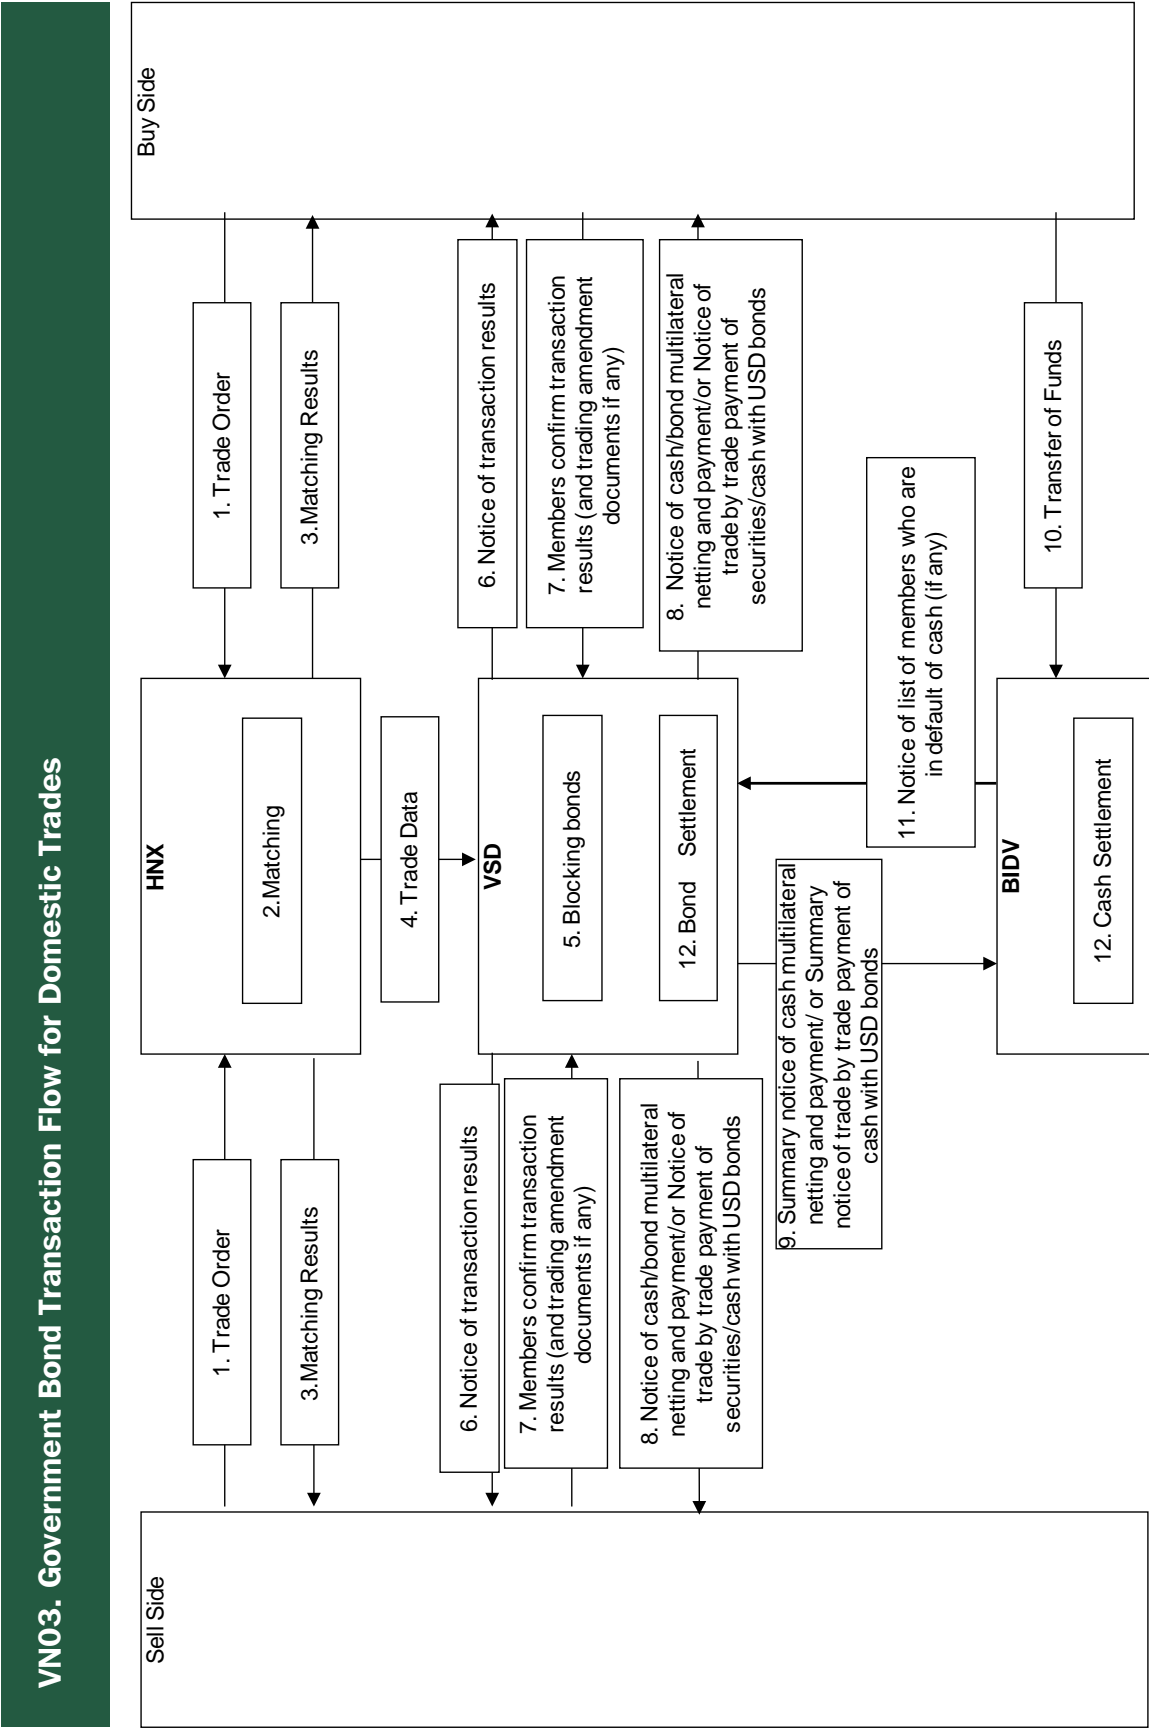 VN03. Government Bond Transaction Flow for Domestic Trades
Sell Side
HNX
Buy Side
1. Trade Order
2.Matching
1. Trade Order
3.Matching Results
3.Matching Results
4. Trade Data
VSD
6. Notice of transaction results
6. Notice of transaction results
5. Blocking bonds
7. Members confirm transaction
results (and trading amendment
documents if any)
7. Members confirm transaction
results (and trading amendment
documents if any)
8. Notice of cash/bond multilateral
netting and payment/or Notice of
trade by trade payment of
securities/cash with USD bonds
12. Bond Settlement
8. Notice of cash/bond multilateral
netting and payment/or Notice of
trade by trade payment of
securities/cash with USD bonds
9. Summary notice of cash multilateral
netting and payment/ or Summary
notice of trade by trade payment of
cash with USD bonds
11. Notice of list of members who are
in default of cash (if any)
BIDV
10. Transfer of Funds
12. Cash Settlement